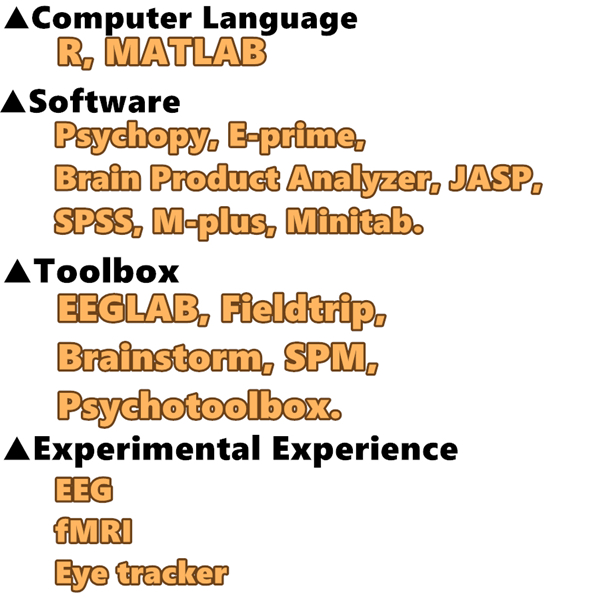 ▲Computer Language
R, MATLAB
▲Software
Psychopy, E-prime,
Brain Product Analyzer, JASP,
SPSS, M-plus, Minitab.
▲Toolbox
EEGLAB, Fieldtrip,
Brainstorm, SPM,
Psychotoolbox.
▲Experimental Experience
EEG
fMRI
Eye tracker